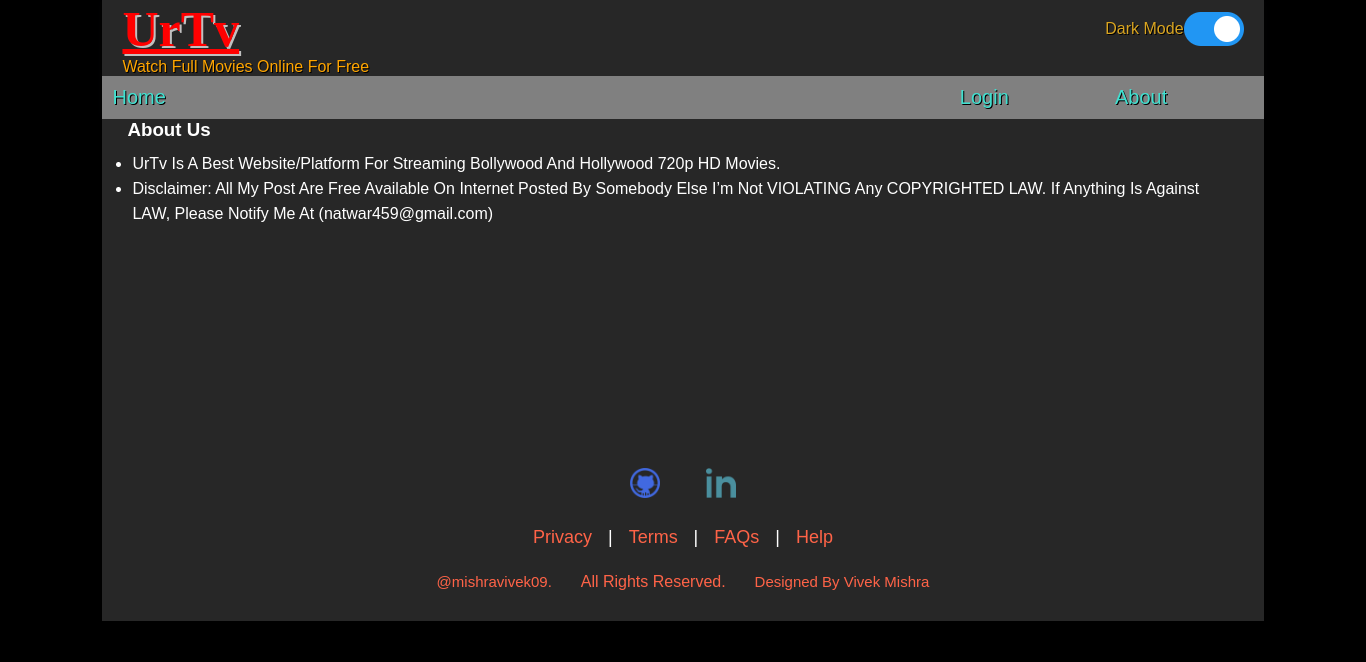 UrTv
Dark Mode
Watch Full Movies Online For Free
Home Login About
About Us
UrTv Is A Best Website/Platform For Streaming Bollywood And Hollywood 720p HD Movies.
Disclaimer: All My Post Are Free Available On Internet Posted By Somebody Else I'm Not VIOLATING Any COPYRIGHTED LAW. If Anything Is Against
LAW, Please Notify Me At (natwar459@gmail.com)
in
Privacy | Terms | FAQs | Help
@mishravivek09. All Rights Reserved. Designed By Vivek Mishra